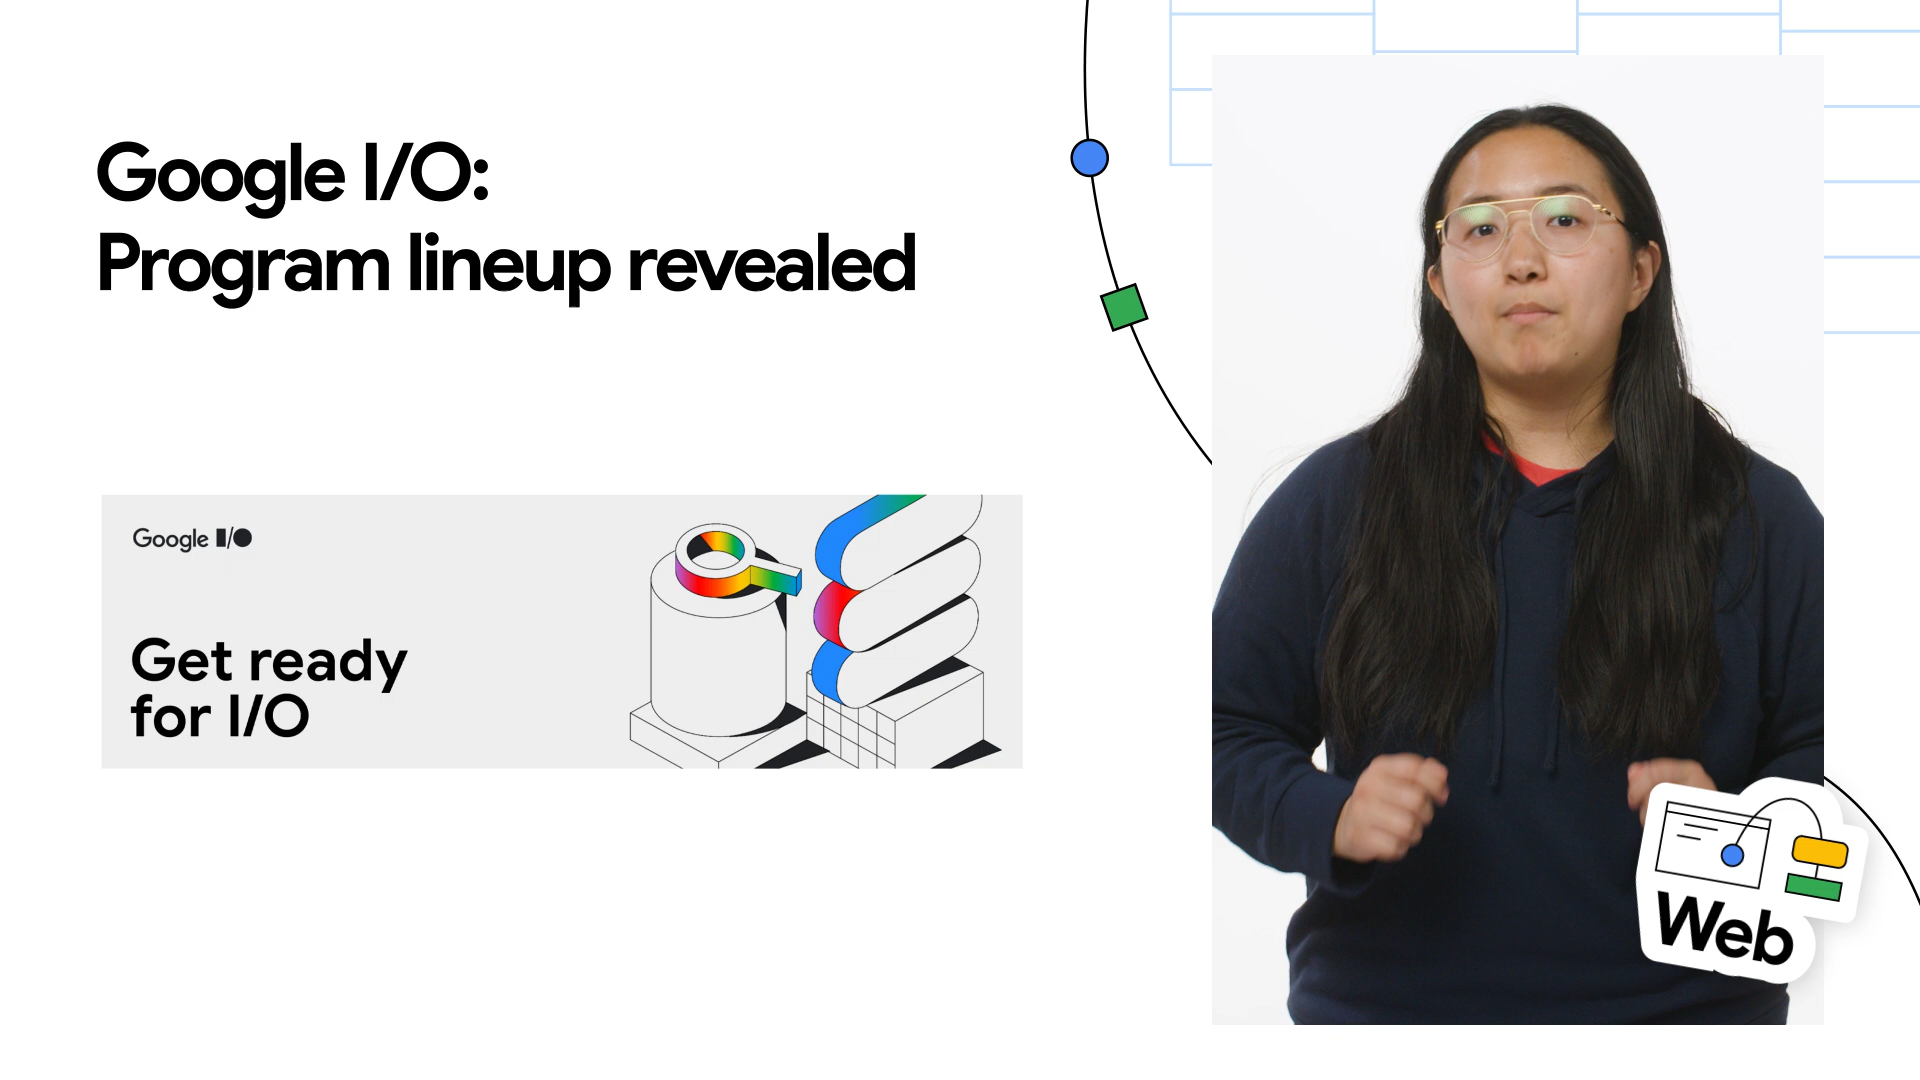 Google I/O:
Program lineup revealed
Google I/O
Get ready
for I/O
Web